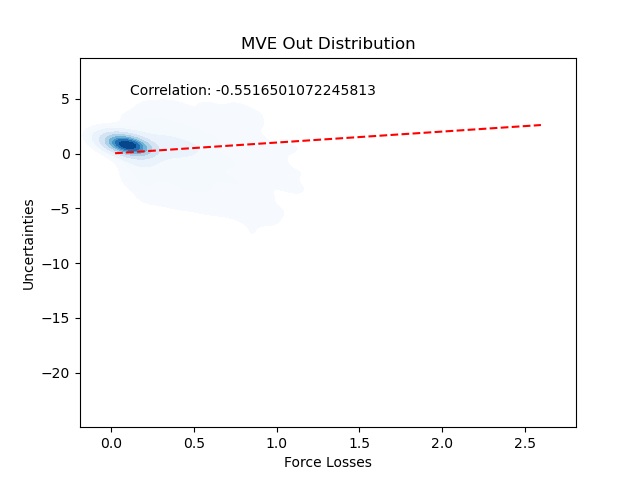 MVE Out Distribution
Correlation: -0.5516501072245813
Uncertainties
5
0
−5
−10
−15
−20
0.0 0.5 1.0 1.5 2.0 2.5
Force Losses